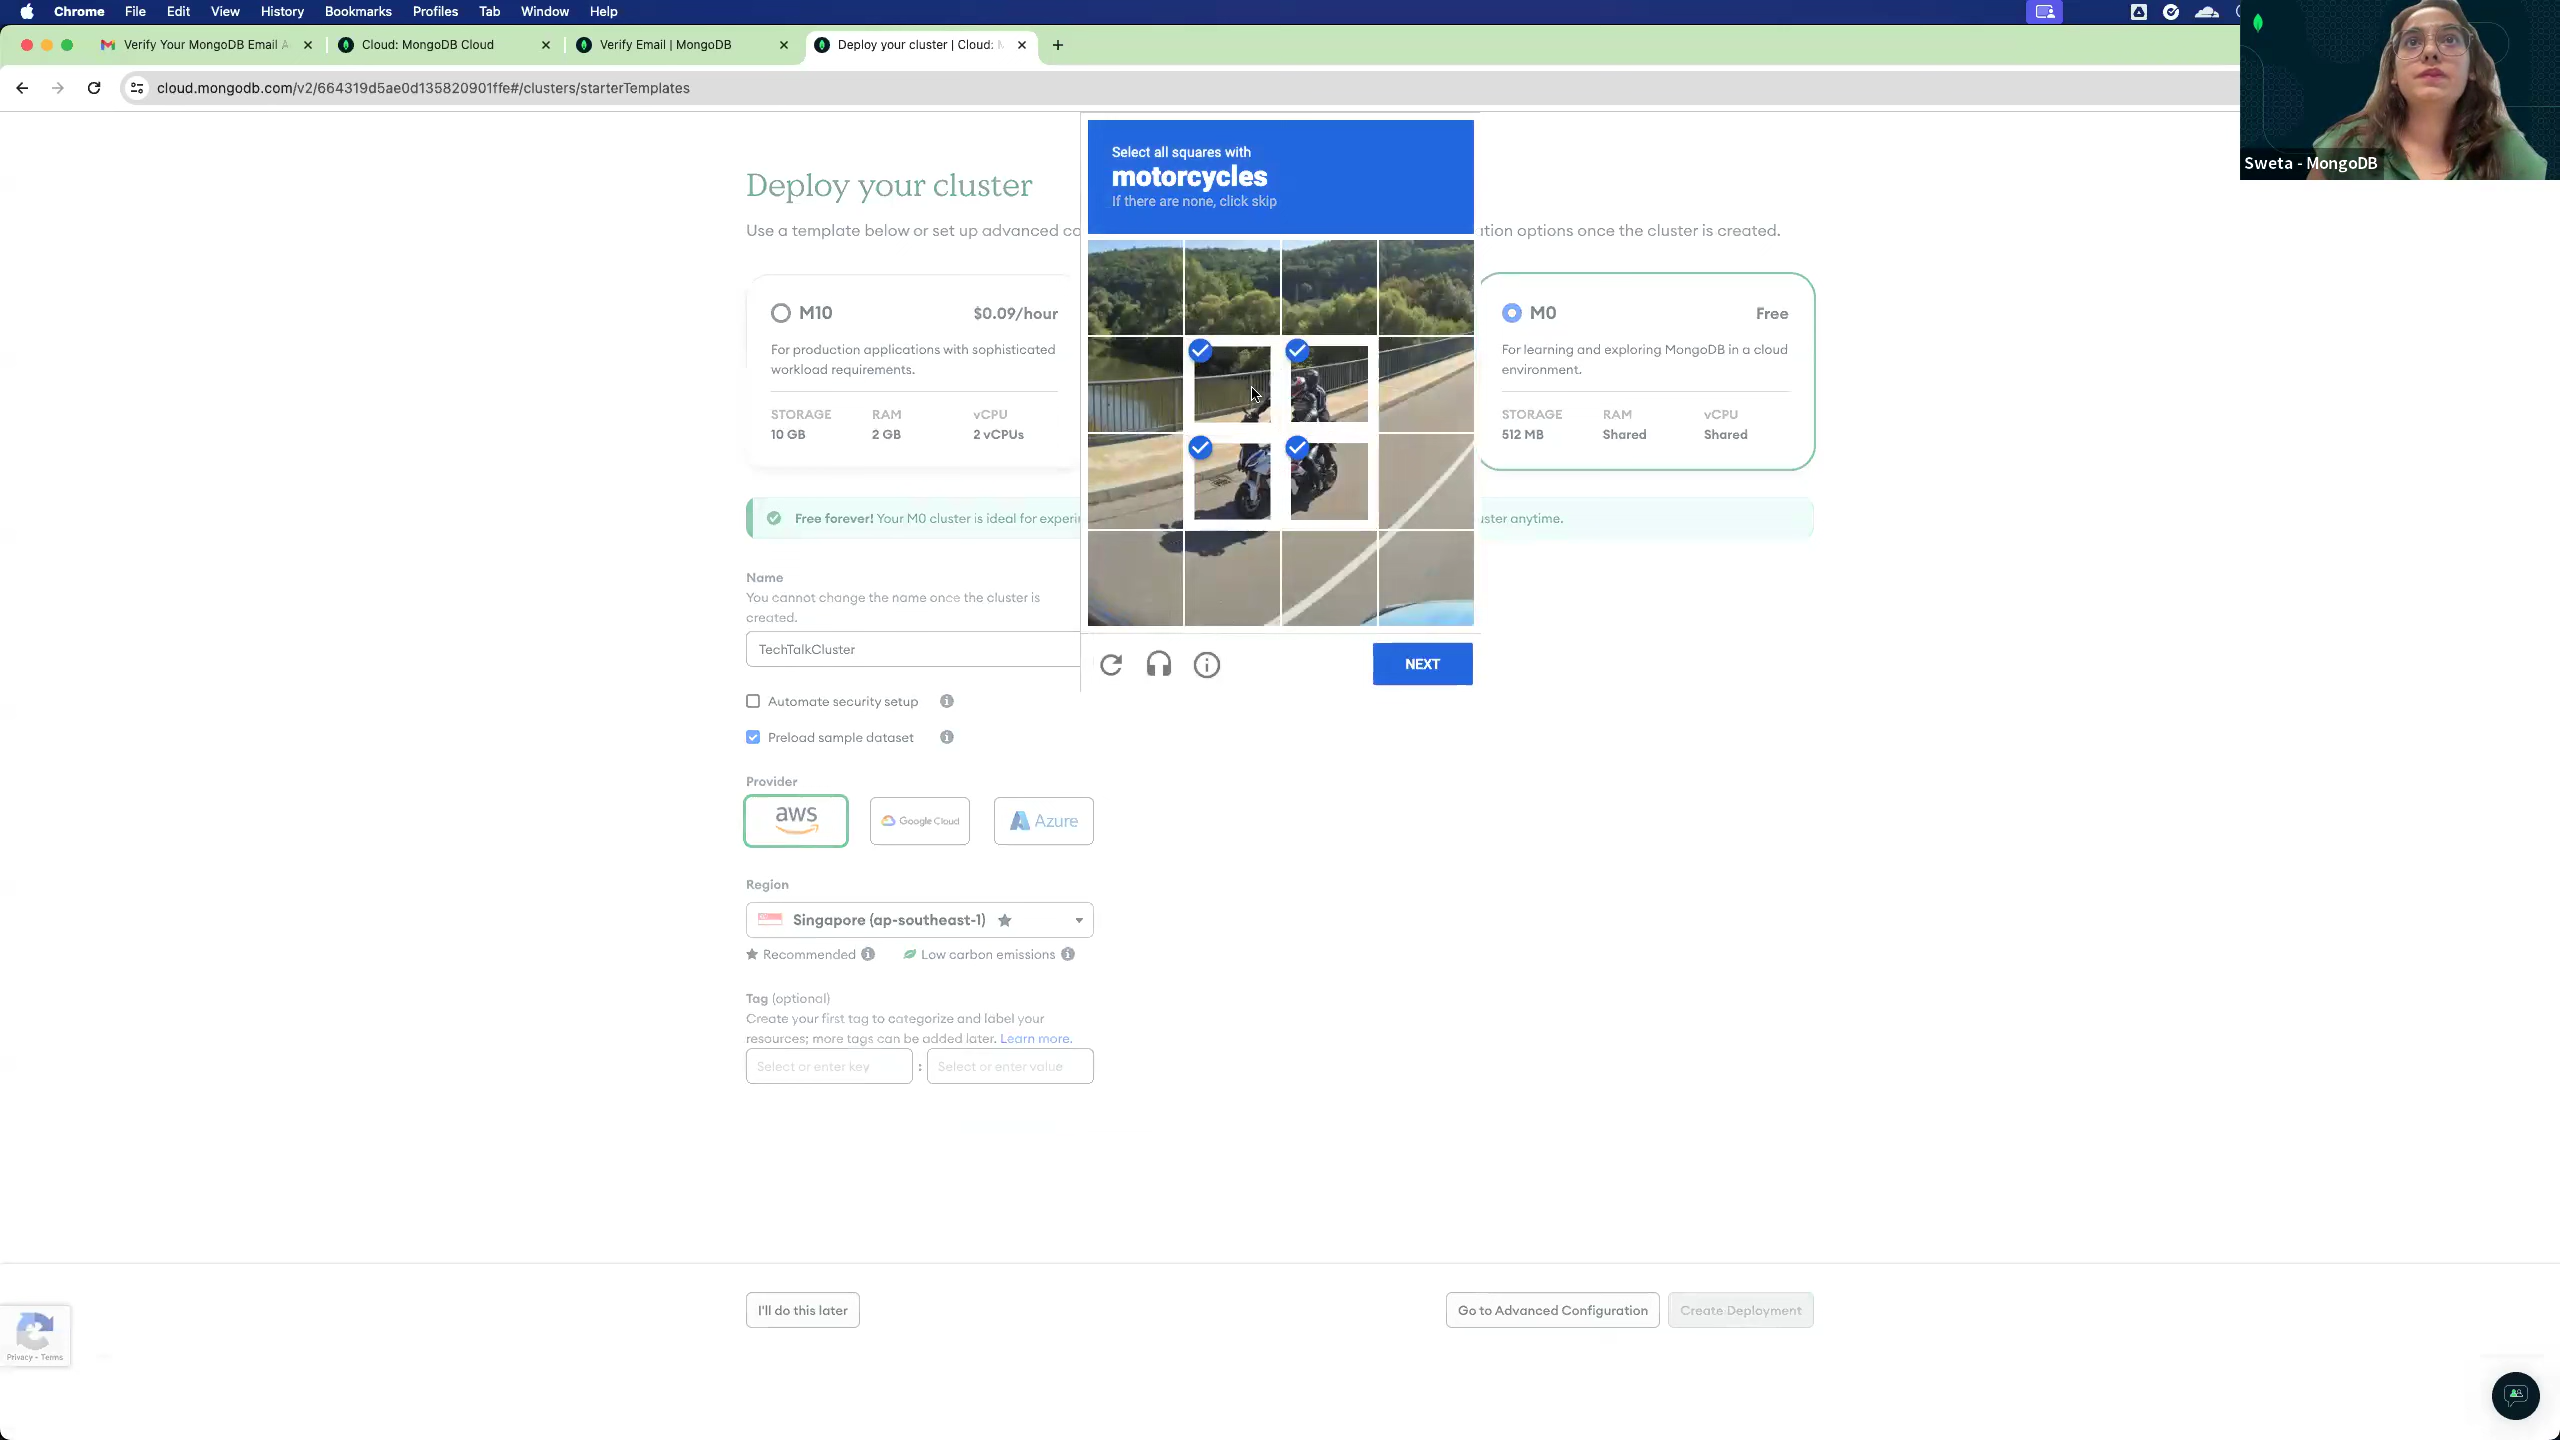 Chrome File Edit View History Bookmarks Profiles Tab Window Help
Verify Your MongoDB Email A
Cloud: MongoDB Cloud
Verify Email | MongoDB
Deploy your cluster | Cloud: M
cloud.mongodb.com/v2/664319d5ae0d135820901ffe#/clusters/starterTemplates
Sweta - MongoDB
Select all squares with
motorcycles
If there are none, click skip
Deploy your cluster
Use a template below or set up advanced co
ation options once the cluster is created.
M10 $0.09/hour
For production applications with sophisticated
workload requirements.
STORAGE RAM vCPU
10 GB 2 GB 2 vCPUs
M0 Free
For learning and exploring MongoDB in a cloud
environment.
STORAGE RAM vCPU
512 MB Shared Shared
Free forever! Your M0 cluster is ideal for experi
uster anytime.
Name
You cannot change the name once the cluster is
created.
TechTalkCluster
NEXT
Automate security setup
Preload sample dataset
Provider
aws
Google Cloud
Azure
Region
Singapore (ap-southeast-1)
Recommended
Low carbon emissions
Tag (optional)
Create your first tag to categorize and label your
resources; more tags can be added later. Learn more.
Select or enter key : Select or enter value
I'll do this later
Go to Advanced Configuration
Create Deployment
Privacy - Terms